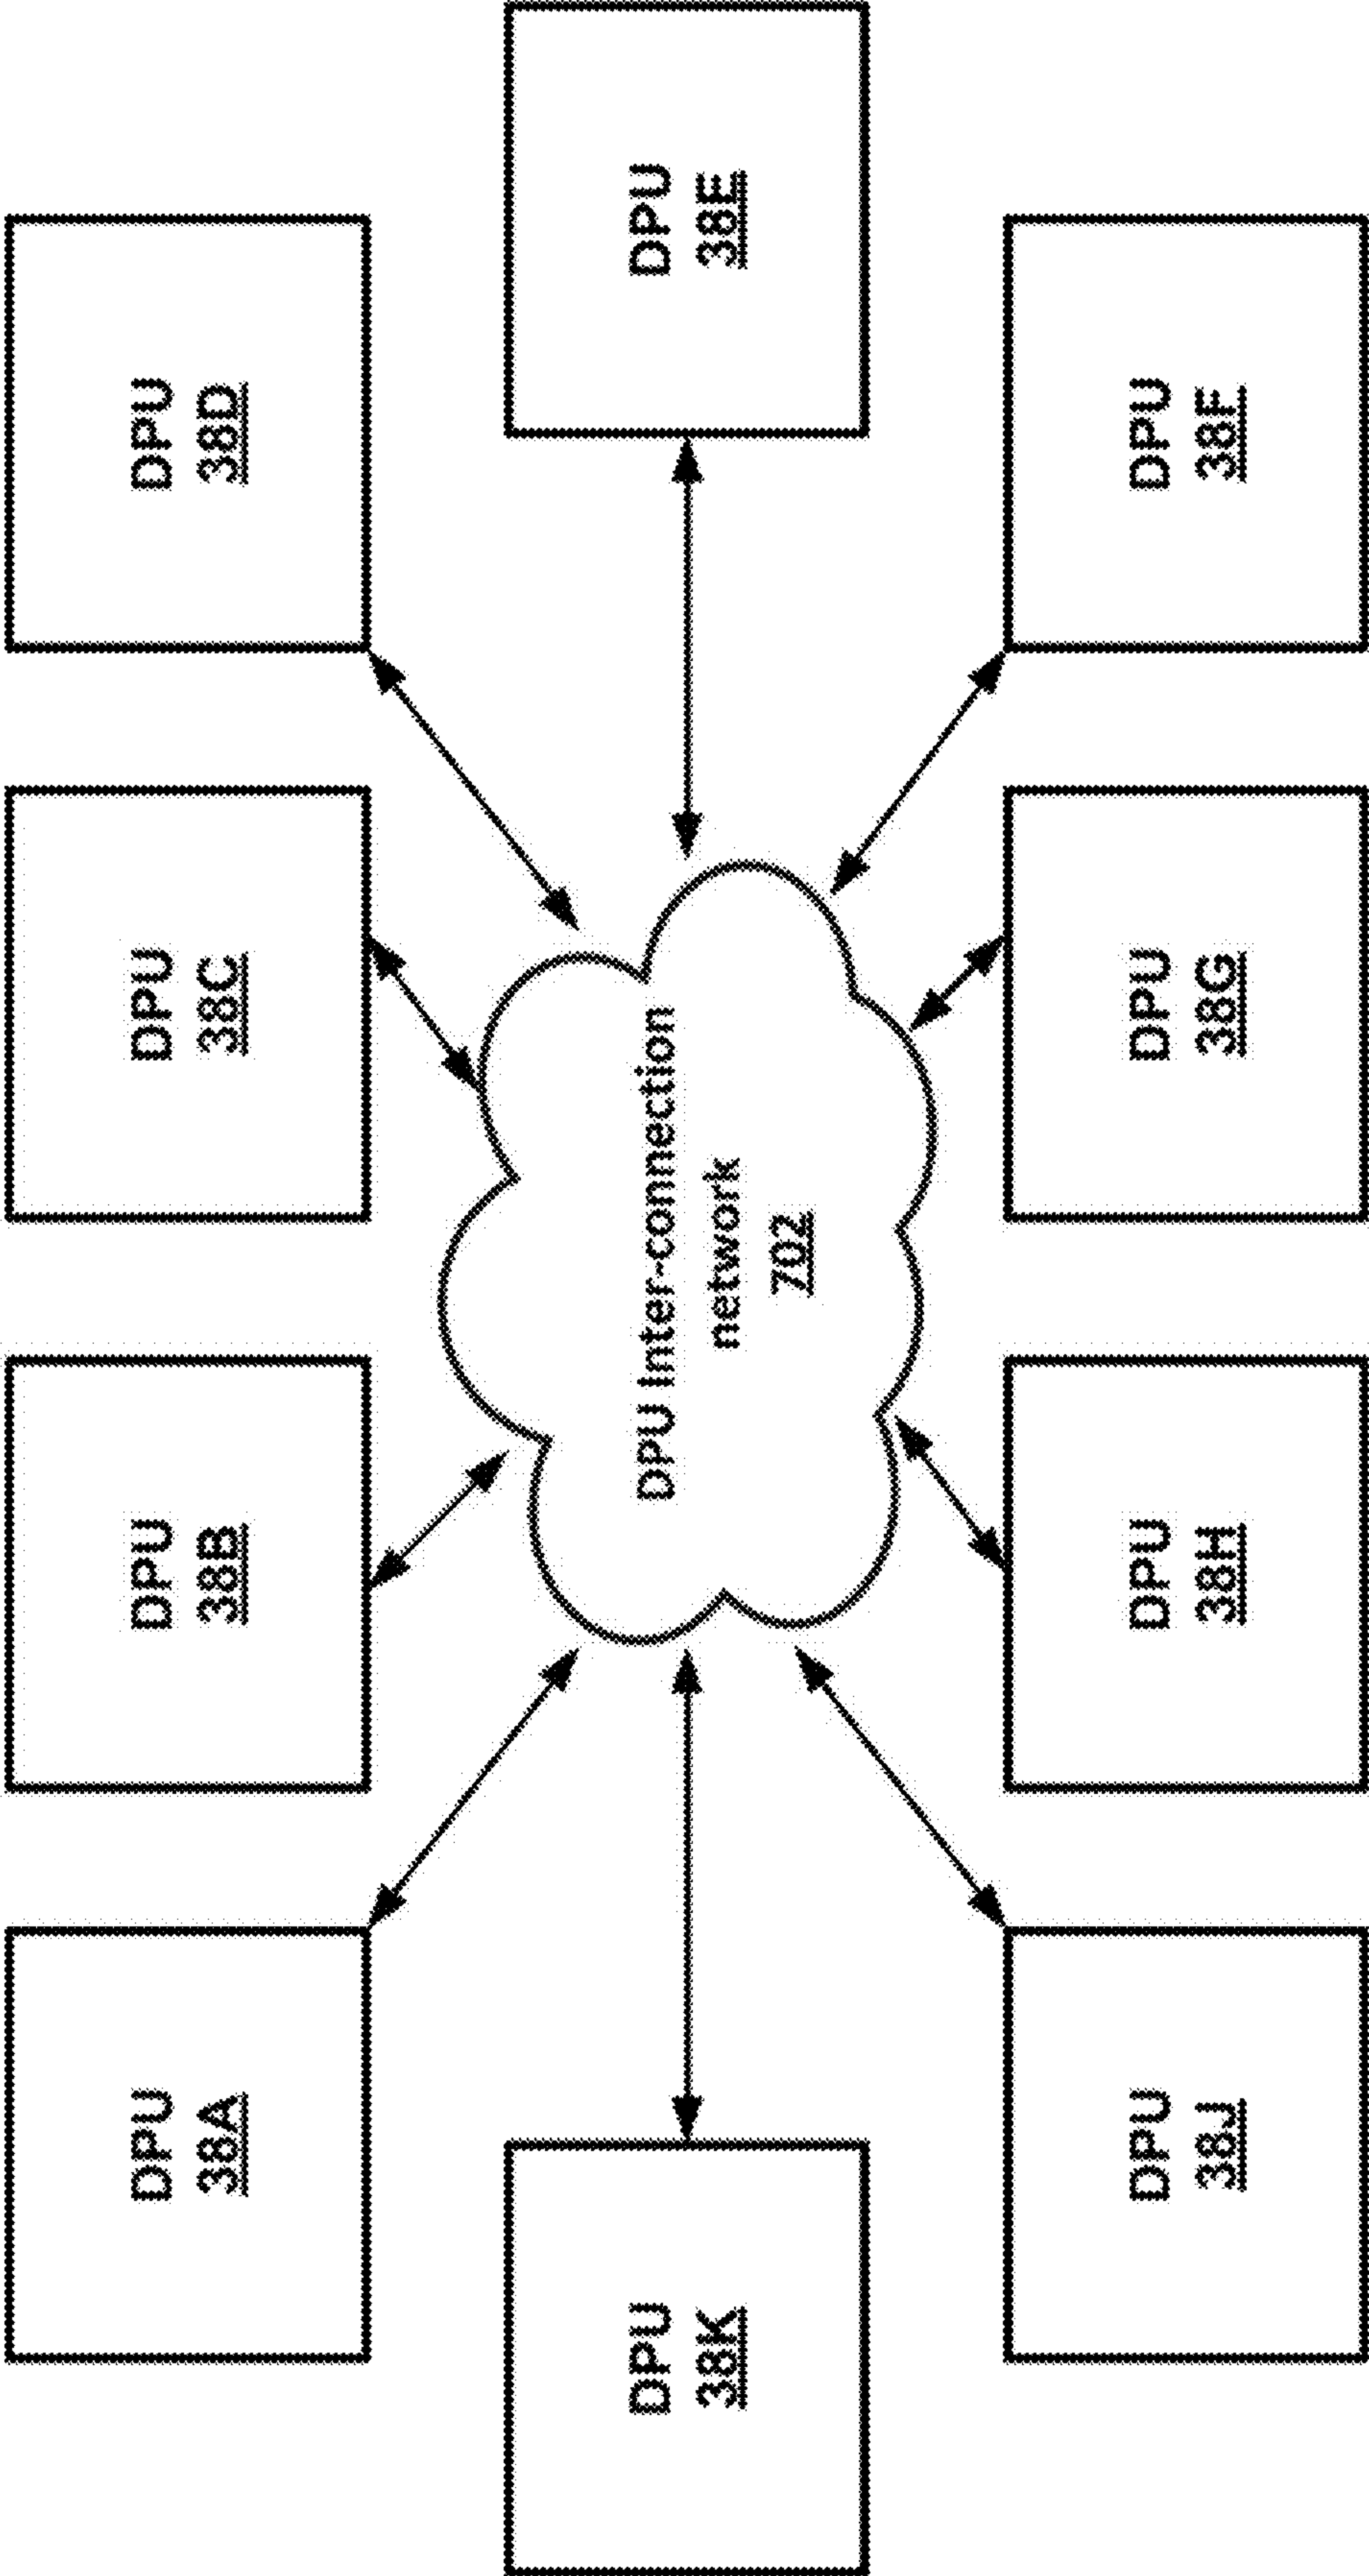 DPU
38A
DPU
38B
DPU
38C
DPU
38D
DPU
38K
DPU Inter-connection
network
702
DPU
38E
DPU
38J
DPU
38H
DPU
38G
DPU
38F